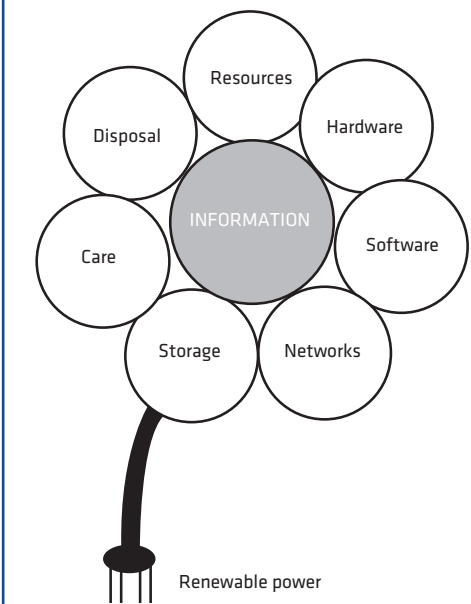 Resources
Hardware
Disposal
INFORMATION
Software
Care
Storage
Networks
Renewable power